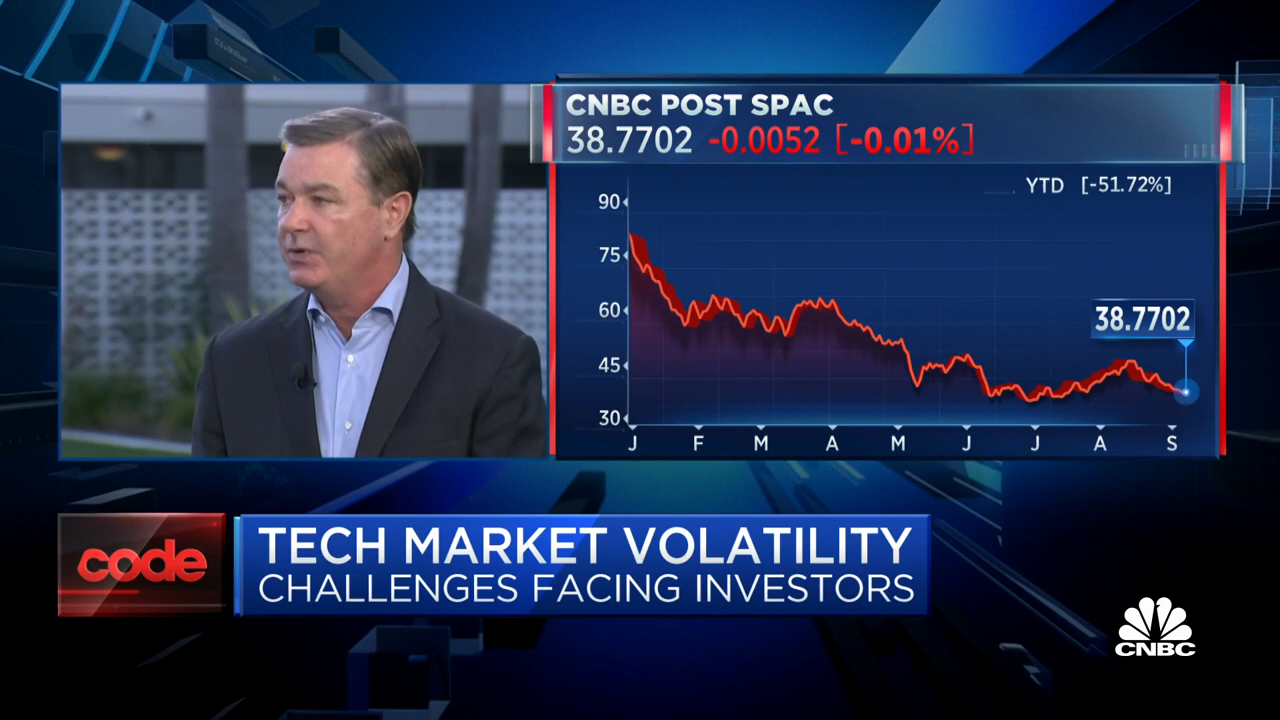 CNBC POST SPAC
38.7702 -0.0052 [-0.01%]
YTD [-51.72%]
90
75
60
45
30
38.7702
J F M A M J J A S
code
TECH MARKET VOLATILITY
CHALLENGES FACING INVESTORS
CNBC